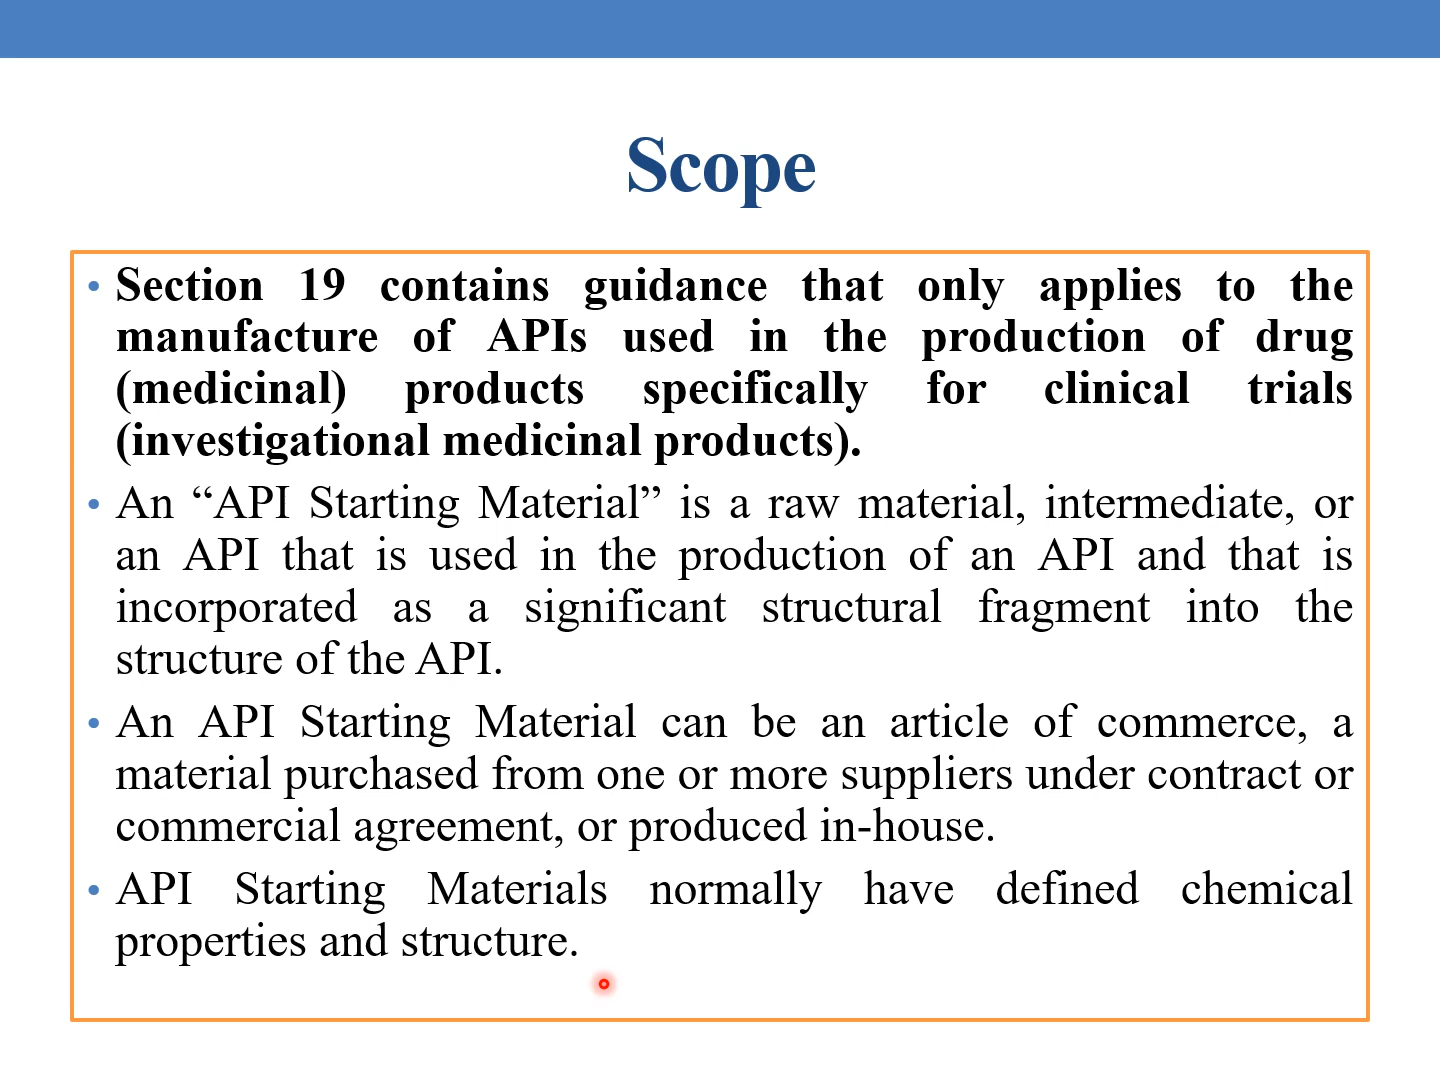 Scope
• Section 19 contains guidance that only applies to the
manufacture of APIs used in the production of drug
(medicinal) products specifically for clinical trials
(investigational medicinal products).
• An “API Starting Material” is a raw material, intermediate, or
an API that is used in the production of an API and that is
incorporated as a significant structural fragment into the
structure of the API.
• An API Starting Material can be an article of commerce, a
material purchased from one or more suppliers under contract or
commercial agreement, or produced in-house.
• API Starting Materials normally have defined chemical
properties and structure.